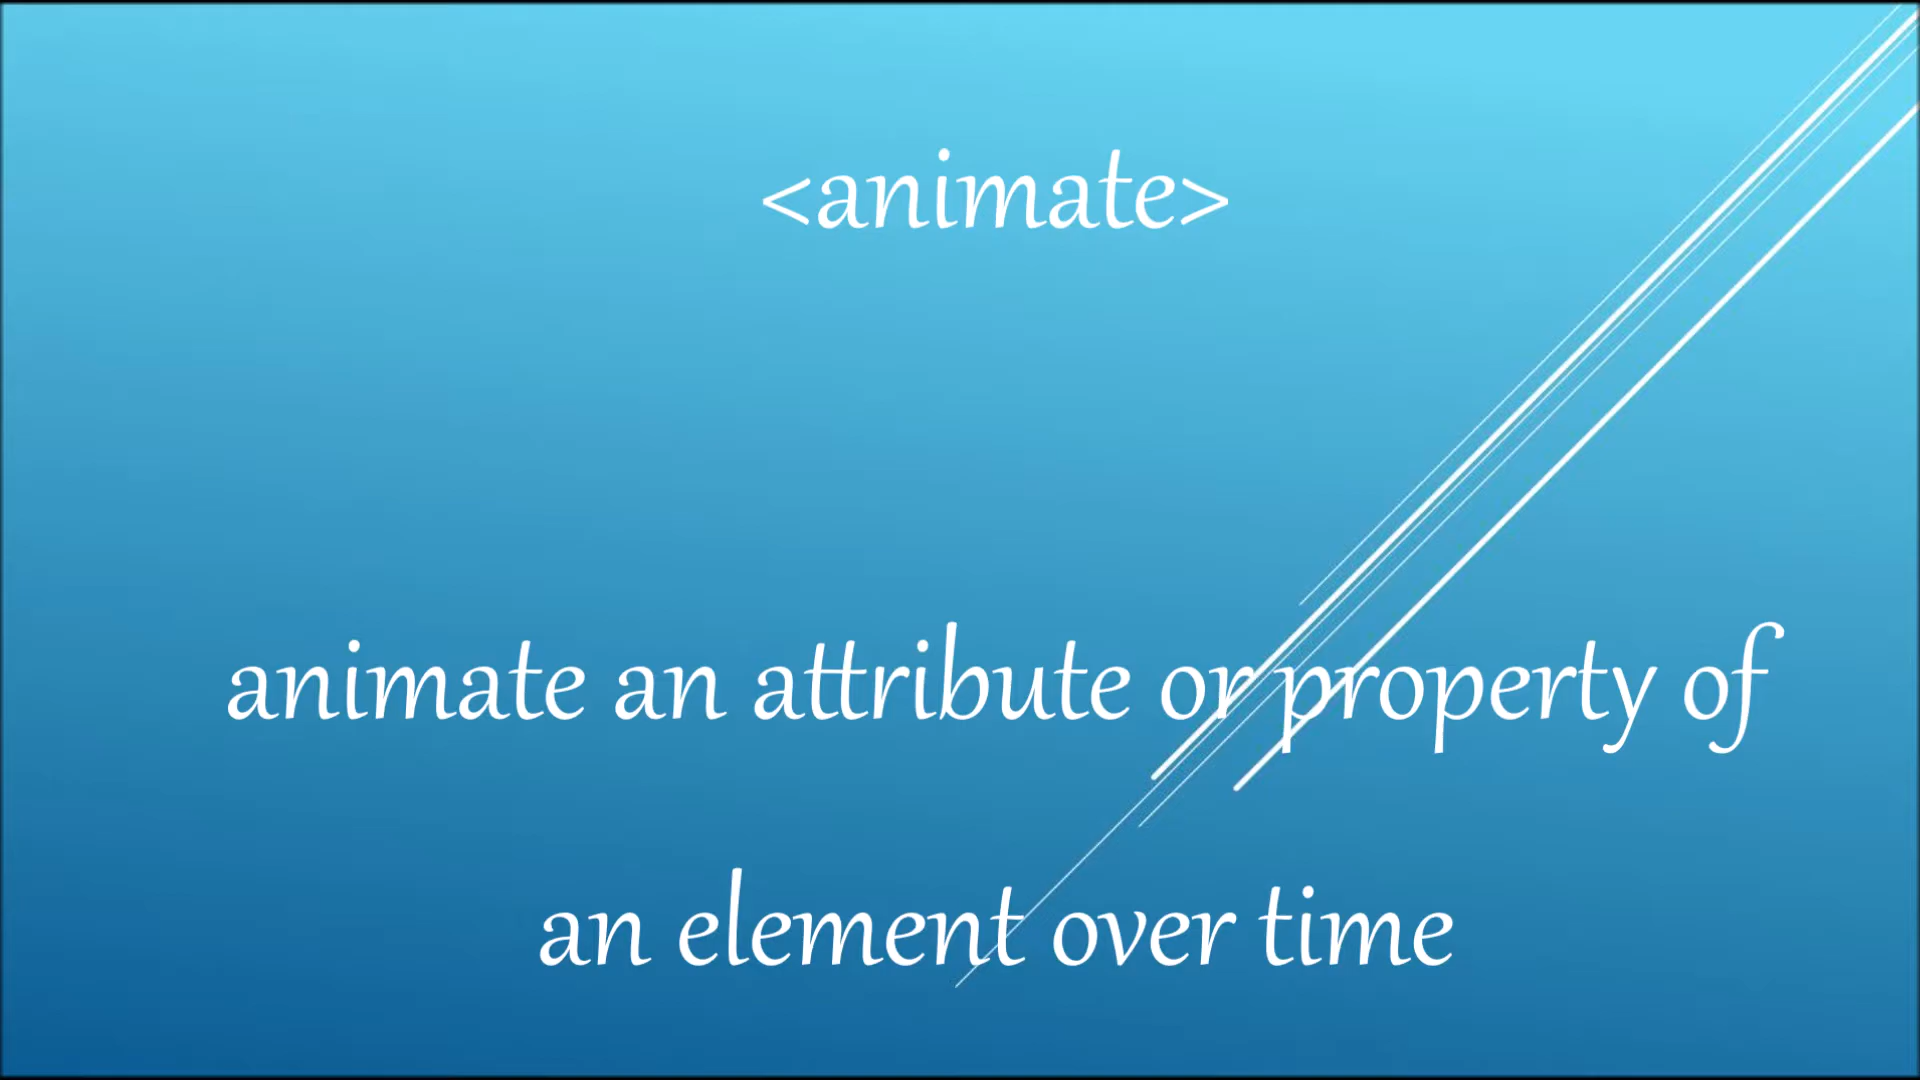 <animate>
animate an attribute or property of
an element over time